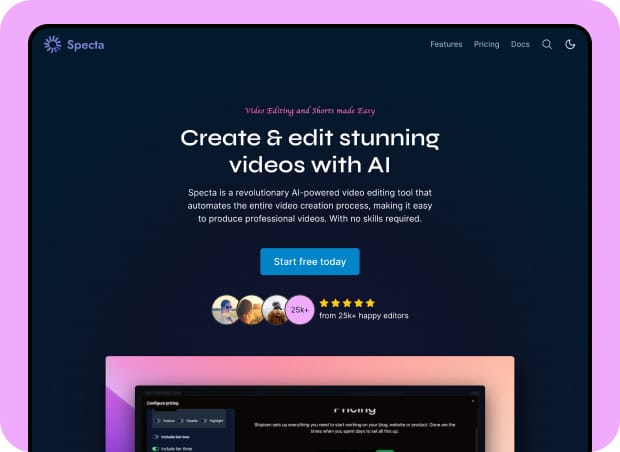 Specta
Features Pricing Docs
Video Editing and Shorts made Easy
Create & edit stunning
videos with AI
Specta is a revolutionary AI-powered video editing tool that
automates the entire video creation process, making it easy
to produce professional videos. With no skills required.
Start free today
25k+
from 25k+ happy editors
Configure pricing
Pricing
Feature Disable Highlight
Shipixen sets up everything you need to start working on your blog, website or product. Gone are the
times when you spent days to set all this up.
Include tier two
Include tier three